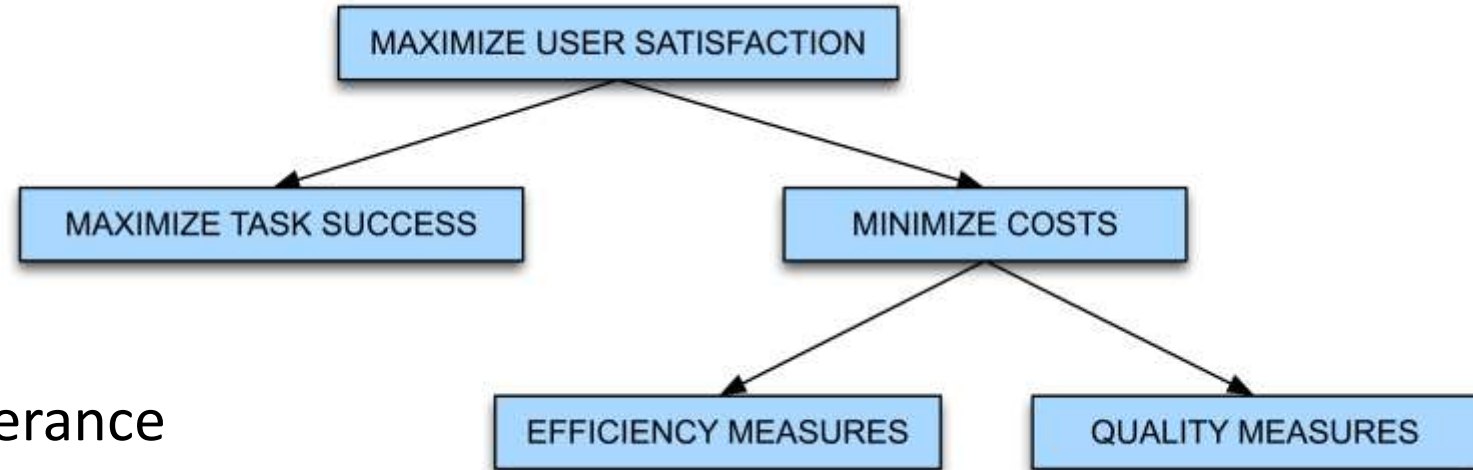 MAXIMIZE USER SATISFACTION
MAXIMIZE TASK SUCCESS
MINIMIZE COSTS
erance
EFFICIENCY MEASURES
QUALITY MEASURES